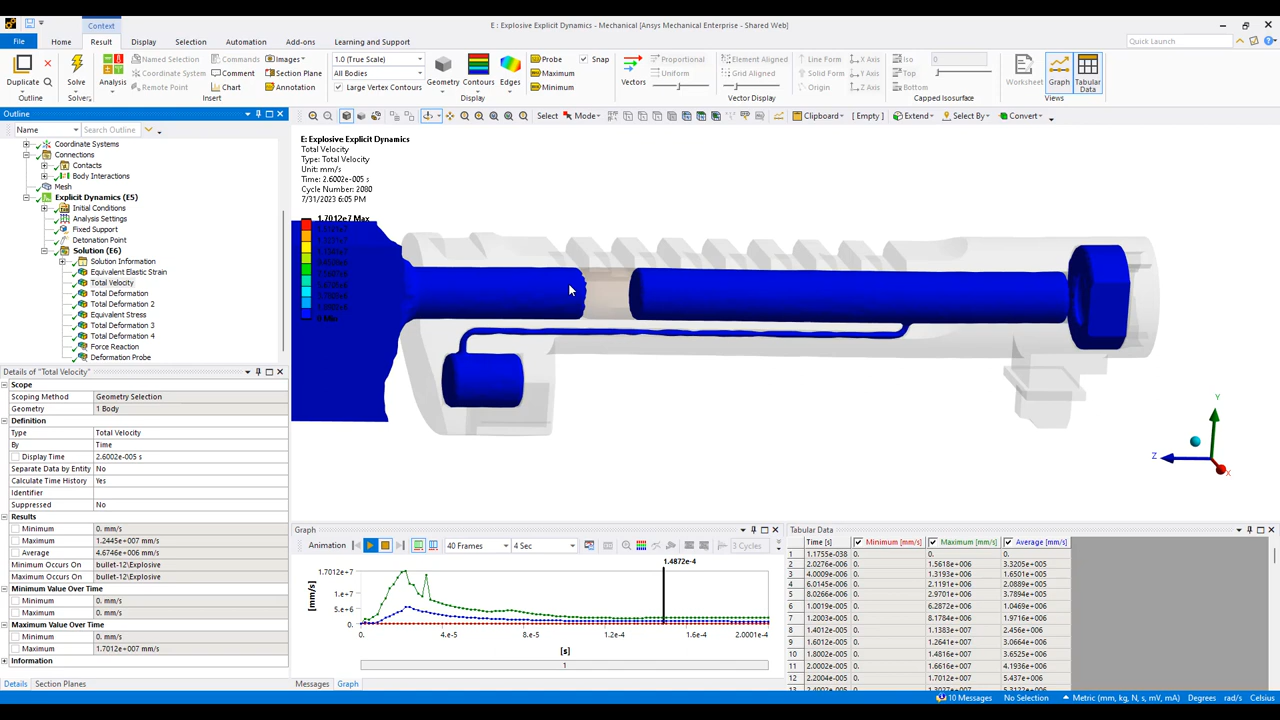 E : Explosive Explicit Dynamics - Mechanical [Ansys Mechanical Enterprise - Shared Web]
Context
File Home Result Display Selection Automation Add-ons Learning and Support Quick Launch
Duplicate Solve Analysis
Outline Solver
Named Selection Commands Images
Coordinate System Comment Section Plane
Remote Point Chart Annotation
Insert
1.0 (True Scale)
All Bodies
Large Vertex Contours
Geometry Contours Edges
Display
Probe Snap
Maximum
Minimum
Vectors
Proportional Element Aligned
Uniform Grid Aligned
Vector Display
Line Form X Axis
Solid Form Y Axis
Origin Z Axis
Iso 0
Top
Bottom
Capped Isosurface
Worksheet Graph Tabular Data
Views
Outline
Name Search Outline
Select Mode Clipboard [ Empty ] Extend Select By Convert
Coordinate Systems
Connections
Contacts
Body Interactions
Mesh
Explicit Dynamics (E5)
Initial Conditions
Analysis Settings
Fixed Support
Detonation Point
Solution (E6)
Solution Information
Equivalent Elastic Strain
Total Velocity
Total Deformation
Total Deformation 2
Equivalent Stress
Total Deformation 3
Total Deformation 4
Force Reaction
Deformation Probe
E: Explosive Explicit Dynamics
Total Velocity
Type: Total Velocity
Unit: mm/s
Time: 2.6002e-005 s
Cycle Number: 2080
7/31/2023 6:05 PM
1.7012e7 Max
0 Min
Y
Z
X
Details of "Total Velocity"
Scope
Scoping Method Geometry Selection
Geometry 1 Body
Definition
Type Total Velocity
By Time
Display Time 2.6002e-005 s
Separate Data by Entity No
Calculate Time History Yes
Identifier
Suppressed No
Results
Minimum 0. mm/s
Maximum 1.2445e+007 mm/s
Average 4.6746e+006 mm/s
Minimum Occurs On bullet-12\Explosive
Maximum Occurs On bullet-12\Explosive
Minimum Value Over Time
Minimum 0. mm/s
Maximum 0. mm/s
Maximum Value Over Time
Minimum 0. mm/s
Maximum 1.7012e+007 mm/s
Information
Details Section Planes
Graph
Animation 40 Frames 4 Sec 3 Cycles
1.4872e-4
[mm/s]
1.7012e+7
1.e+7
5.e+6
0.
0. 4.e-5 8.e-5 1.2e-4 1.6e-4 2.0001e-4
[s]
1
Messages Graph
Tabular Data
Time [s] Minimum [mm/s] Maximum [mm/s] Average [mm/s]
1 1.1755e-038 0. 0. 0.
2 2.0276e-006 0. 1.5618e+006 3.3205e+005
3 4.0009e-006 0. 1.3193e+006 1.6501e+005
4 6.0145e-006 0. 2.1191e+006 2.0889e+005
5 8.0266e-006 0. 2.9701e+006 3.7894e+005
6 1.0019e-005 0. 6.2872e+006 1.0469e+006
7 1.2003e-005 0. 8.1784e+006 1.9716e+006
8 1.4012e-005 0. 1.1383e+007 2.456e+006
9 1.6012e-005 0. 1.2641e+007 3.0667e+006
10 1.8002e-005 0. 1.4816e+007 3.6525e+006
11 2.0002e-005 0. 1.6616e+007 4.1936e+006
12 2.2004e-005 0. 1.7012e+007 5.437e+006
10 Messages No Selection Metric (mm, kg, N, s, mV, mA) Degrees rad/s Celsius